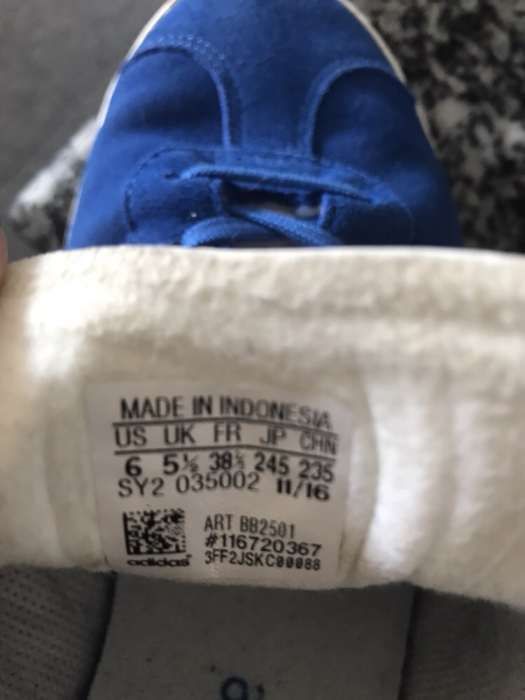 MADE IN INDONESIA
US UK FR JP CHN
6 5½ 38⅔ 245 235
SY2 035002 11/16
ART BB2501
#116720367
adidas 3FF2JSKC00088